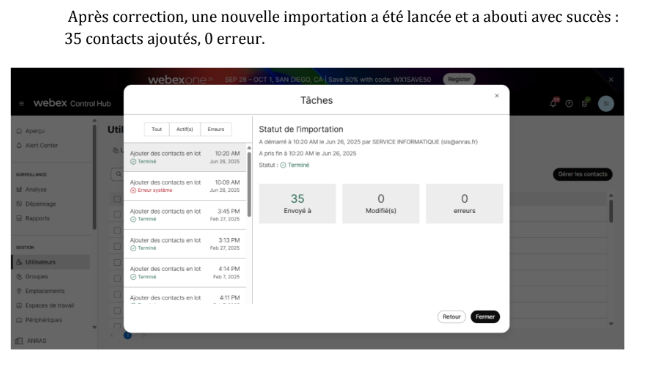 Après correction, une nouvelle importation a été lancée et a abouti avec succès :
35 contacts ajoutés, 0 erreur.
webexone SEP 28 – OCT 1, SAN DIEGO, CA | Save 50% with code: WX1SAVE50 Register
webex Control Hub
Tâches
Aperçu
Alert Center
SURVEILLANCE
Analyse
Dépannage
Rapports
GESTION
Utilisateurs
Groupes
Emplacements
Espaces de travail
Périphériques
ANRAS
Util
Gérer les contacts
Tout Actif(s) Erreurs
Ajouter des contacts en lot 10:20 AM
Terminé Jun 26, 2025
Ajouter des contacts en lot 10:09 AM
Erreur système Jun 26, 2025
Ajouter des contacts en lot 3:45 PM
Terminé Feb 27, 2025
Ajouter des contacts en lot 3:13 PM
Terminé Feb 27, 2025
Ajouter des contacts en lot 4:14 PM
Terminé Feb 7, 2025
Ajouter des contacts en lot 4:11 PM
Statut de l'importation
A démarré à 10:20 AM le Jun 26, 2025 par SERVICE INFORMATIQUE (sis@anras.fr)
A pris fin à 10:20 AM le Jun 26, 2025
Statut : Terminé
35 0 0
Envoyé à Modifié(s) erreurs
Retour Fermer